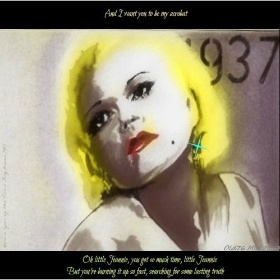 And I want you to be my acrobat
1937
Oh little Jeannie, you got so much time, little Jeannie
But you're burning it up so fast, searching for some lasting truth